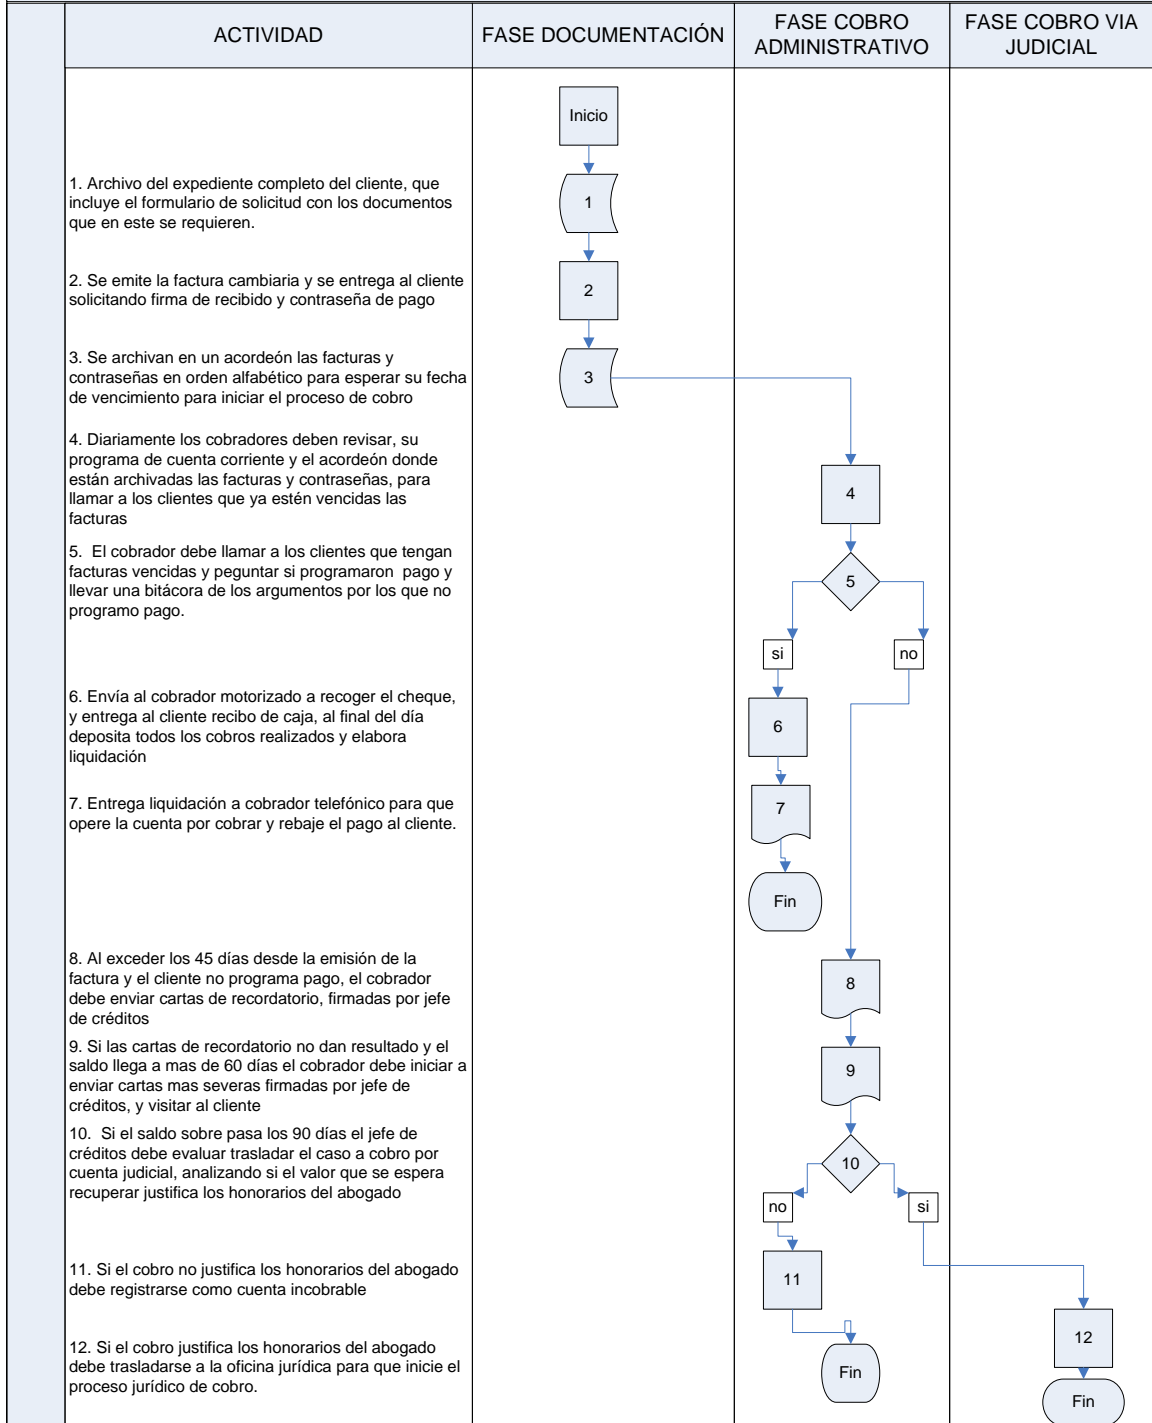 ACTIVIDAD
FASE DOCUMENTACIÓN
FASE COBRO
ADMINISTRATIVO
FASE COBRO VIA
JUDICIAL
Inicio
1. Archivo del expediente completo del cliente, que
incluye el formulario de solicitud con los documentos
que en este se requieren.
1
2. Se emite la factura cambiaria y se entrega al cliente
solicitando firma de recibido y contraseña de pago
2
3. Se archivan en un acordeón las facturas y
contraseñas en orden alfabético para esperar su fecha
de vencimiento para iniciar el proceso de cobro
3
4. Diariamente los cobradores deben revisar, su
programa de cuenta corriente y el acordeón donde
están archivadas las facturas y contraseñas, para
llamar a los clientes que ya estén vencidas las
facturas
4
5.  El cobrador debe llamar a los clientes que tengan
facturas vencidas y peguntar si programaron  pago y
llevar una bitácora de los argumentos por los que no
programo pago.
5
si
no
6. Envía al cobrador motorizado a recoger el cheque,
y entrega al cliente recibo de caja, al final del día
deposita todos los cobros realizados y elabora
liquidación
6
7. Entrega liquidación a cobrador telefónico para que
opere la cuenta por cobrar y rebaje el pago al cliente.
7
Fin
8. Al exceder los 45 días desde la emisión de la
factura y el cliente no programa pago, el cobrador
debe enviar cartas de recordatorio, firmadas por jefe
de créditos
8
9. Si las cartas de recordatorio no dan resultado y el
saldo llega a mas de 60 días el cobrador debe iniciar a
enviar cartas mas severas firmadas por jefe de
créditos, y visitar al cliente
9
10.  Si el saldo sobre pasa los 90 días el jefe de
créditos debe evaluar trasladar el caso a cobro por
cuenta judicial, analizando si el valor que se espera
recuperar justifica los honorarios del abogado
10
no
si
11. Si el cobro no justifica los honorarios del abogado
debe registrarse como cuenta incobrable
11
12. Si el cobro justifica los honorarios del abogado
debe trasladarse a la oficina jurídica para que inicie el
proceso jurídico de cobro.
12
Fin
Fin